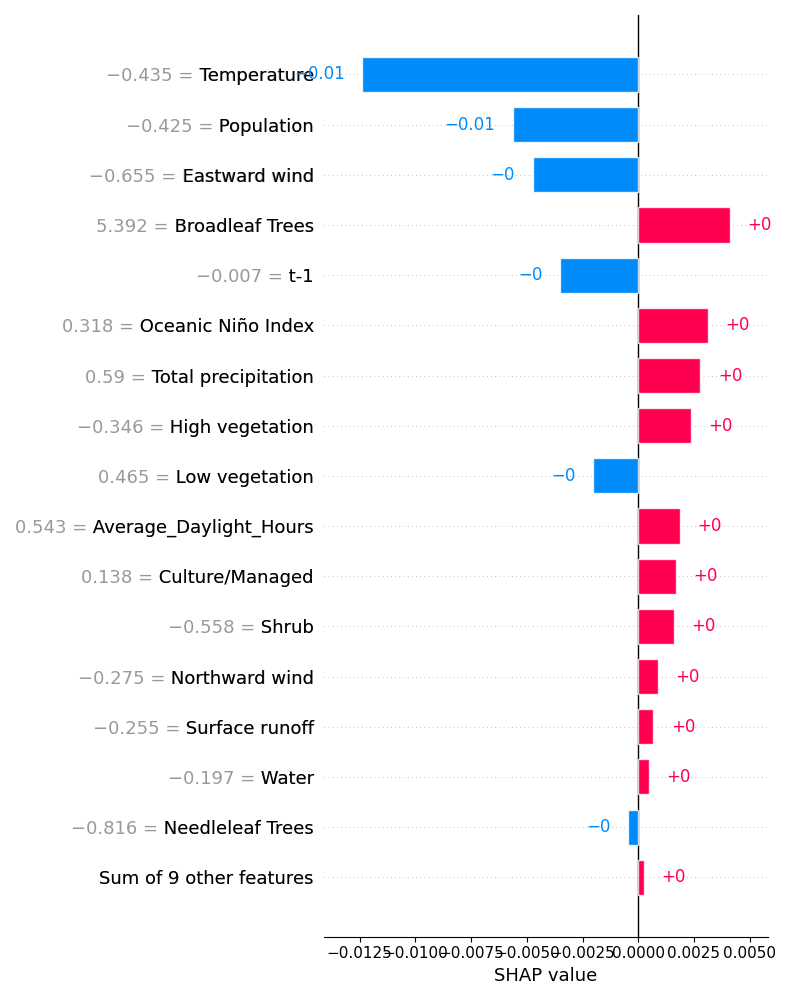 −0.435 = Temperature −0.01
−0.425 = Population −0.01
−0.655 = Eastward wind −0
5.392 = Broadleaf Trees +0
−0.007 = t-1 −0
0.318 = Oceanic Niño Index +0
0.59 = Total precipitation +0
−0.346 = High vegetation +0
0.465 = Low vegetation −0
0.543 = Average_Daylight_Hours +0
0.138 = Culture/Managed +0
−0.558 = Shrub +0
−0.275 = Northward wind +0
−0.255 = Surface runoff +0
−0.197 = Water +0
−0.816 = Needleleaf Trees −0
Sum of 9 other features +0
−0.0125 −0.0100 −0.0075 −0.0050 −0.0025 0.0000 0.0025 0.0050
SHAP value